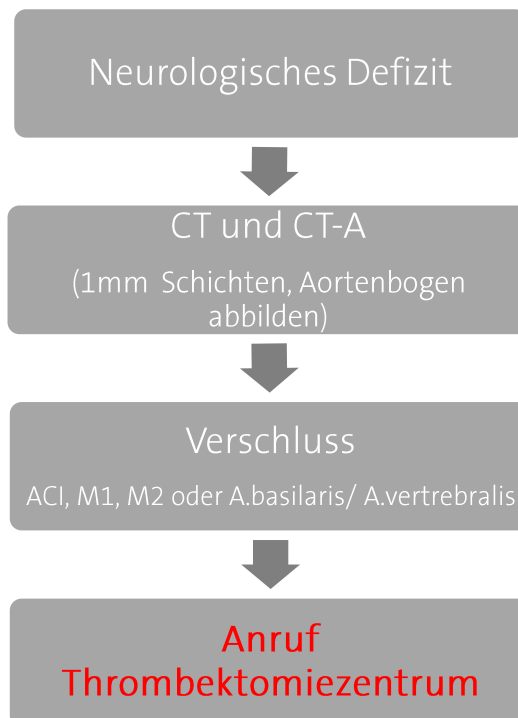 Neurologisches Defizit
CT und CT-A
(1mm Schichten, Aortenbogen
abbilden)
Verschluss
ACI, M1, M2 oder A.basilaris/ A.vertrebralis
Anruf
Thrombektomiezentrum